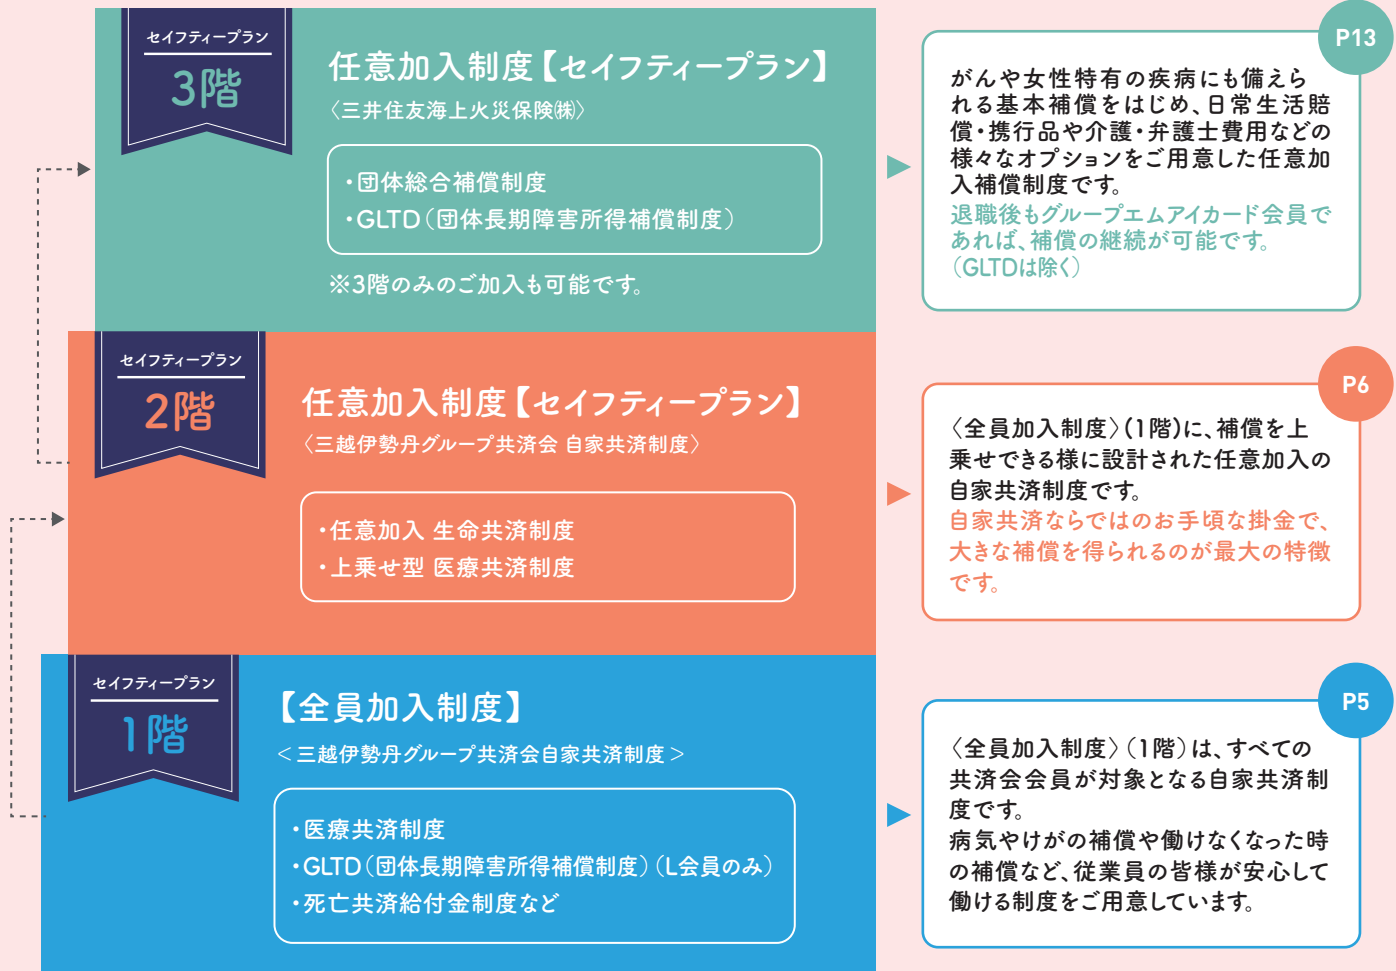 セイフティープラン
3階
任意加入制度【セイフティープラン】
〈三井住友海上火災保険㈱〉
・団体総合補償制度
・GLTD（団体長期障害所得補償制度）
※3階のみのご加入も可能です。
P13
がんや女性特有の疾病にも備えら
れる基本補償をはじめ、日常生活賠
償・携行品や介護・弁護士費用などの
様々なオプションをご用意した任意加
入補償制度です。
退職後もグループエムアイカード会員で
あれば、補償の継続が可能です。
（GLTDは除く）
セイフティープラン
2階
任意加入制度【セイフティープラン】
〈三越伊勢丹グループ共済会 自家共済制度〉
・任意加入 生命共済制度
・上乗せ型 医療共済制度
P6
〈全員加入制度〉(1階)に、補償を上
乗せできる様に設計された任意加入の
自家共済制度です。
自家共済ならではのお手頃な掛金で、
大きな補償を得られるのが最大の特徴
です。
セイフティープラン
1階
【全員加入制度】
＜三越伊勢丹グループ共済会自家共済制度＞
・医療共済制度
・GLTD（団体長期障害所得補償制度）（L会員のみ）
・死亡共済給付金制度など
P5
〈全員加入制度〉（1階）は、すべての
共済会会員が対象となる自家共済制
度です。
病気やけがの補償や働けなくなった時
の補償など、従業員の皆様が安心して
働ける制度をご用意しています。